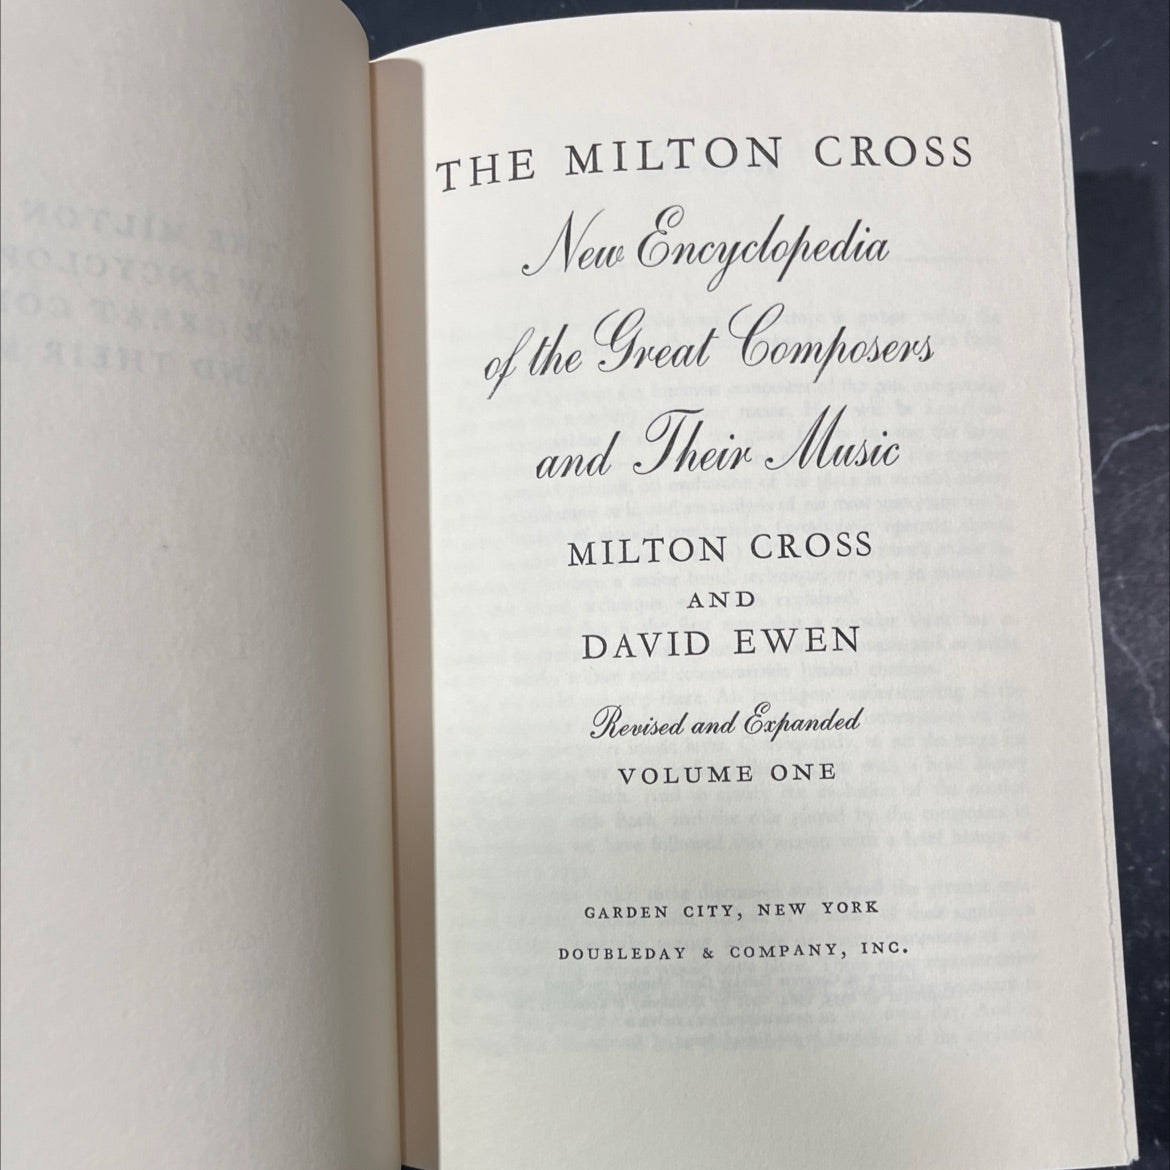 THE MILTON CROSS
New Encyclopedia
of the Great Composers
and Their Music
MILTON CROSS
AND
DAVID EWEN
Revised and Expanded
VOLUME ONE
GARDEN CITY, NEW YORK
DOUBLEDAY & COMPANY, INC.